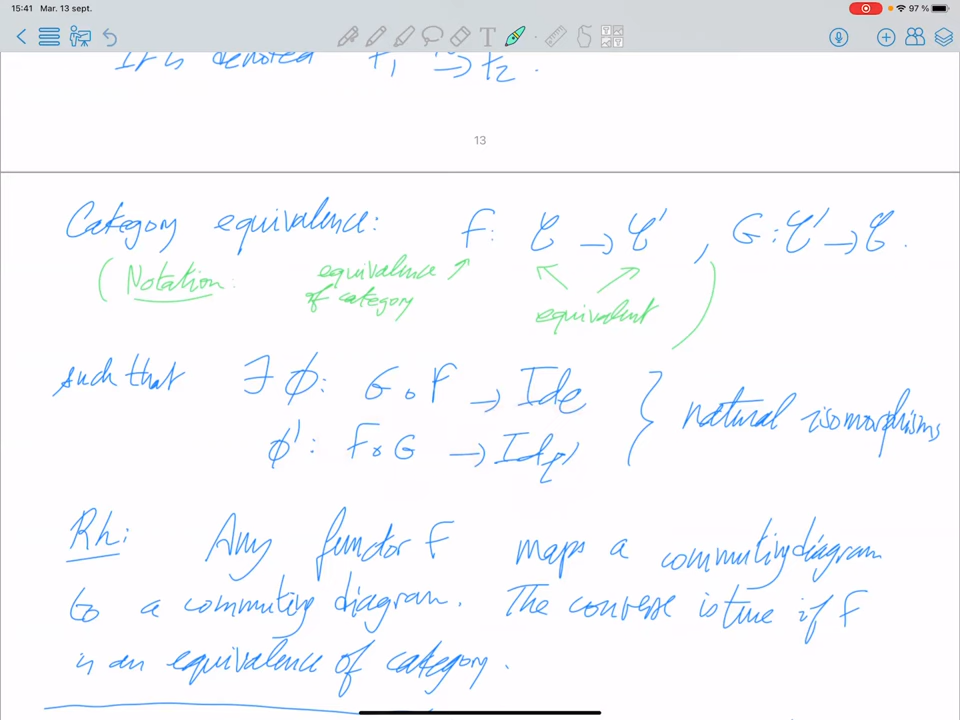 15:41 Mar. 13 sept. 97 %
It is denoted F₁ ⇒ F₂ .
13
Category equivalence: F: 𝒞 → 𝒞' , G: 𝒞' → 𝒞 .
(Notation: equivalence of category ↗ equivalent )
such that ∃ ϕ: G ∘ F → Id𝒞 } natural isomorphisms
ϕ': F ∘ G → Id𝒞'
Rk: Any functor F maps a commuting diagram
to a commuting diagram. The converse is true if F
is an equivalence of category.